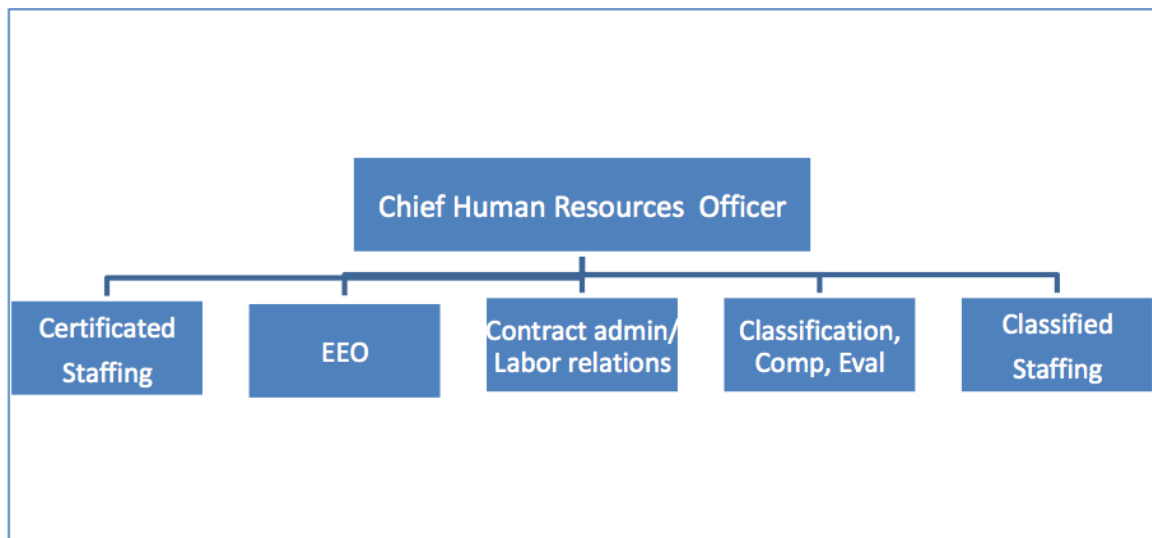 Chief Human Resources Officer
Certificated
Staffing
EEO
Contract admin/
Labor relations
Classification,
Comp, Eval
Classified
Staffing